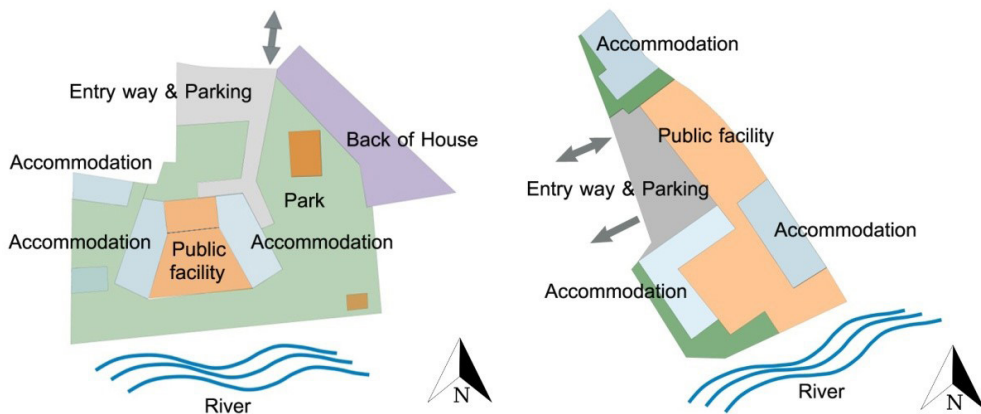 Entry way & Parking
Back of House
Accommodation
Park
Accommodation
Public
facility
Accommodation
River
N
Accommodation
Public facility
Entry way & Parking
Accommodation
Accommodation
River
N